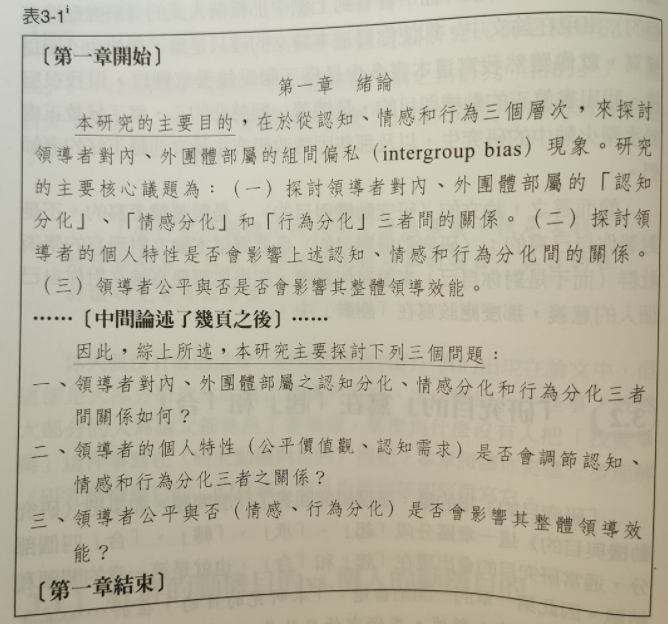 表3-1i
〔第一章開始〕
第一章 緒論
本研究的主要目的，在於從認知、情感和行為三個層次，來探討
領導者對內、外團體部屬的組間偏私（intergroup bias）現象。研究
的主要核心議題為：（一）探討領導者對內、外團體部屬的「認知
分化」、「情感分化」和「行為分化」三者間的關係。（二）探討領
導者的個人特性是否會影響上述認知、情感和行為分化間的關係。
（三）領導者公平與否是否會影響其整體領導效能。
……〔中間論述了幾頁之後〕……
因此，綜上所述，本研究主要探討下列三個問題：
一、領導者對內、外團體部屬之認知分化、情感分化和行為分化三者
間關係如何？
二、領導者的個人特性（公平價值觀、認知需求）是否會調節認知、
情感和行為分化三者之關係？
三、領導者公平與否（情感、行為分化）是否會影響其整體領導效
能？
〔第一章結束〕